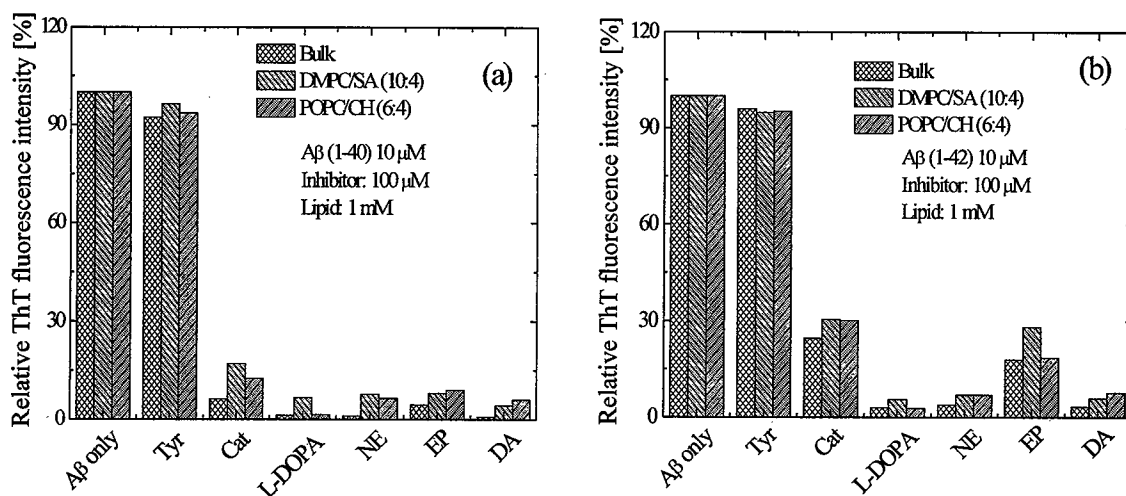 Relative ThT fluorescence intensity [%]
120
90
60
30
0
Bulk
DMPC/SA (10:4)
POPC/CH (6:4)
(a)
Aβ (1-40) 10 μM
Inhibitor: 100 μM
Lipid: 1 mM
Aβ only
Tyr
Cat
L-DOPA
NE
EP
DA
Relative ThT fluorescence intensity [%]
120
90
60
30
0
Bulk
DMPC/SA (10:4)
POPC/CH (6:4)
(b)
Aβ (1-42) 10 μM
Inhibitor: 100 μM
Lipid: 1 mM
Aβ only
Tyr
Cat
L-DOPA
NE
EP
DA